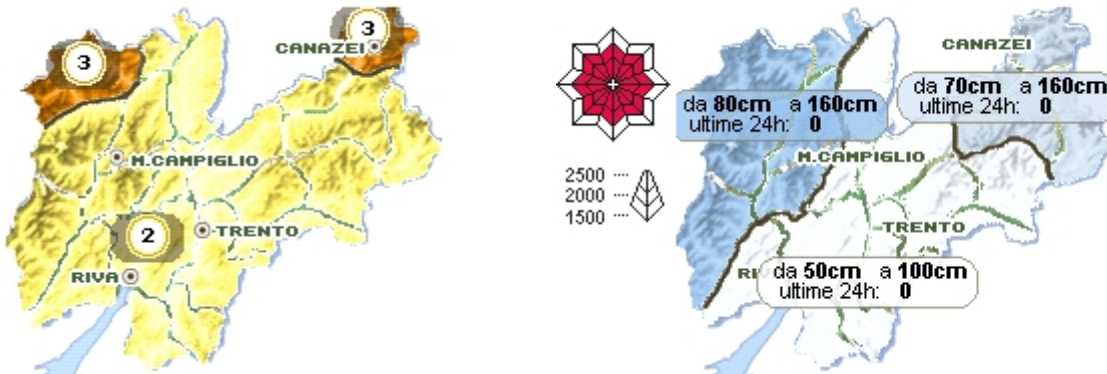 3
3
CANAZEI
M.CAMPIGLIO
2
TRENTO
RIVA
2500
2000
1500
CANAZEI
da 70cm a 160cm
ultime 24h: 0
da 80cm a 160cm
ultime 24h: 0
M.CAMPIGLIO
TRENTO
da 50cm a 100cm
ultime 24h: 0